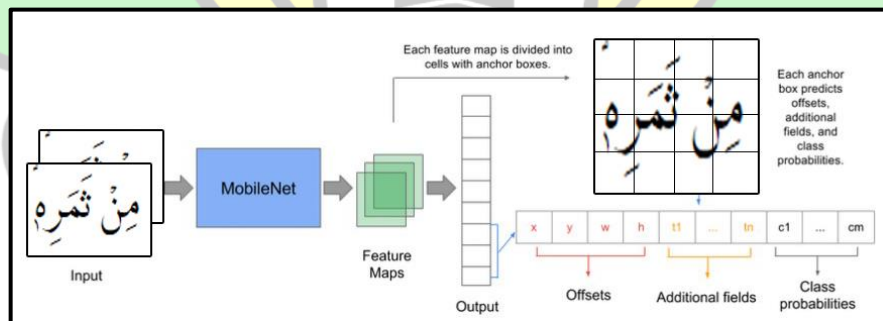 Each feature map is divided into
cells with anchor boxes.
مِنْ ثَمَرِهٖ
Each anchor
box predicts
offsets,
additional
fields, and
class
probabilities.
مِنْ ثَمَرِهٖ
MobileNet
Input
Feature
Maps
Output
x y w h t1 ... tn c1 ... cm
Offsets
Additional fields
Class
probabilities